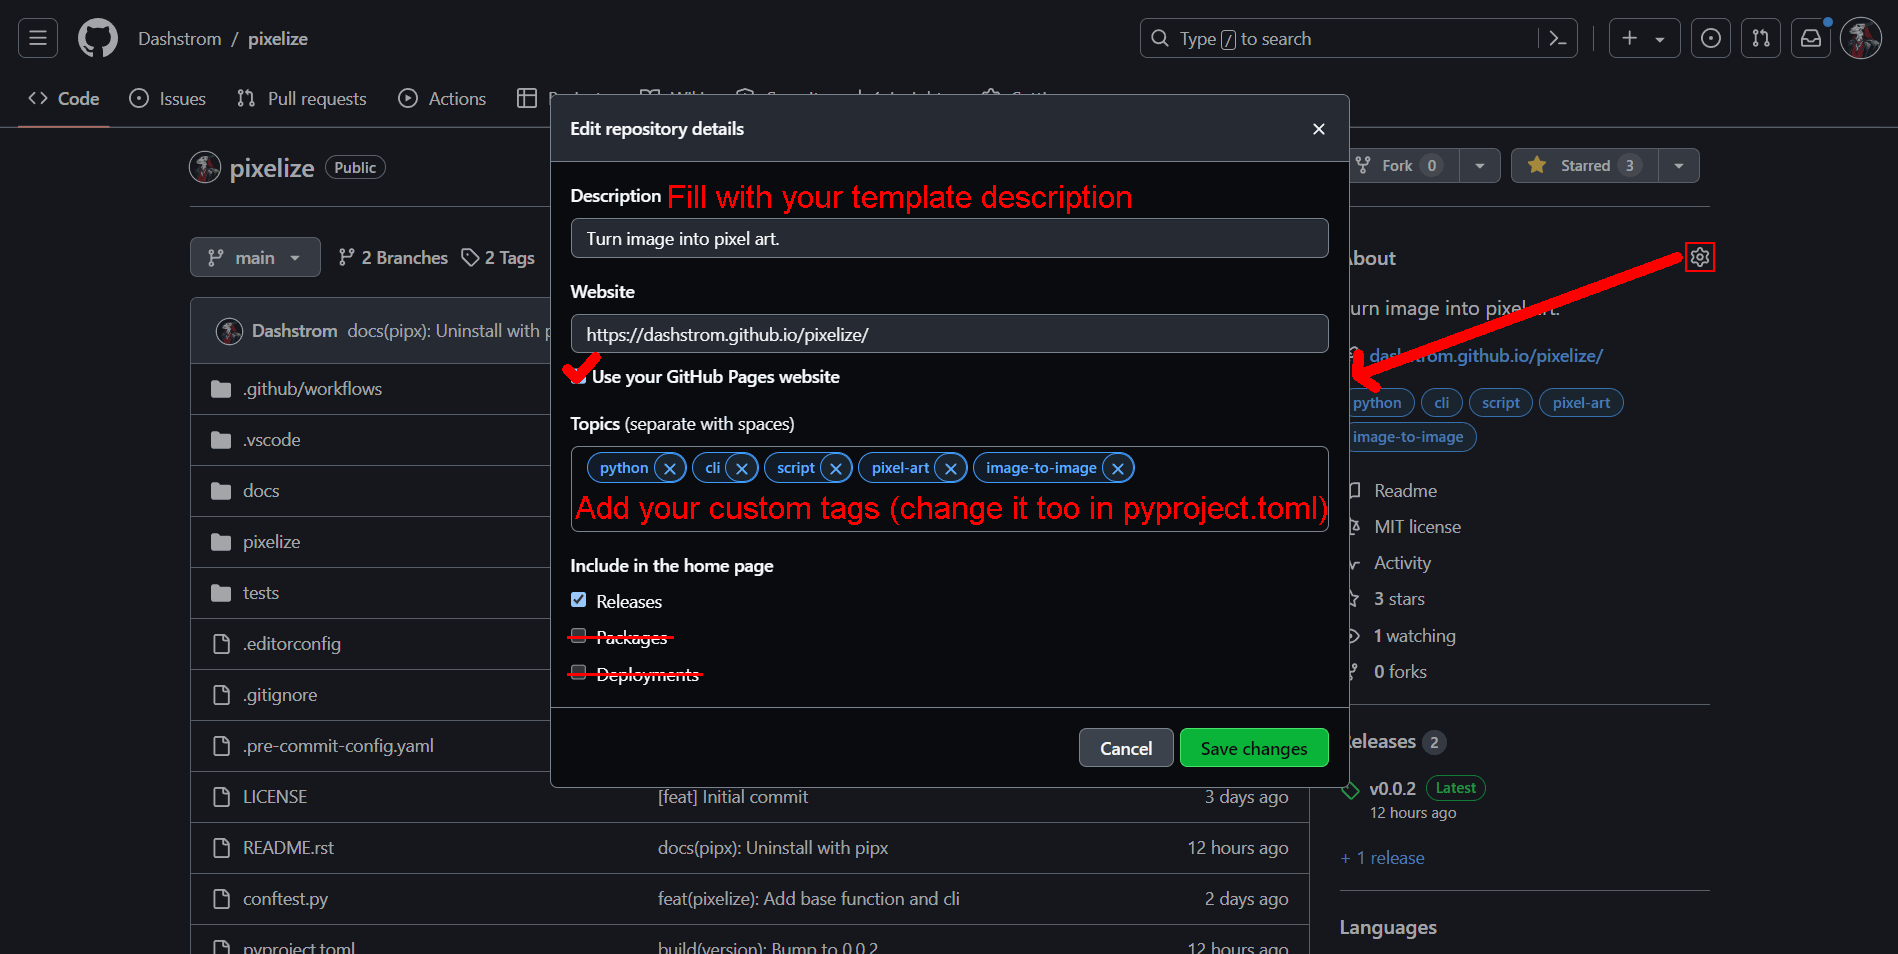 Dashstrom / pixelize
Type / to search
Code
Issues
Pull requests
Actions
Edit repository details
pixelize Public
Fork 0
Starred 3
Description Fill with your template description
Turn image into pixel art.
main
2 Branches
2 Tags
About
Website
https://dashstrom.github.io/pixelize/
Use your GitHub Pages website
Dashstrom docs(pipx): Uninstall with p
urn image into pixel art.
dashstrom.github.io/pixelize/
python cli script pixel-art
image-to-image
Topics (separate with spaces)
python cli script pixel-art image-to-image
Add your custom tags (change it too in pyproject.toml)
Include in the home page
Releases
Packages
Deployments
Cancel
Save changes
.github/workflows
.vscode
docs
pixelize
tests
.editorconfig
.gitignore
.pre-commit-config.yaml
LICENSE [feat] Initial commit 3 days ago
README.rst docs(pipx): Uninstall with pipx 12 hours ago
conftest.py feat(pixelize): Add base function and cli 2 days ago
pyproject.toml build(version): Bump to 0.0.2 12 hours ago
Readme
MIT license
Activity
3 stars
1 watching
0 forks
eleases 2
v0.0.2 Latest
12 hours ago
+ 1 release
Languages